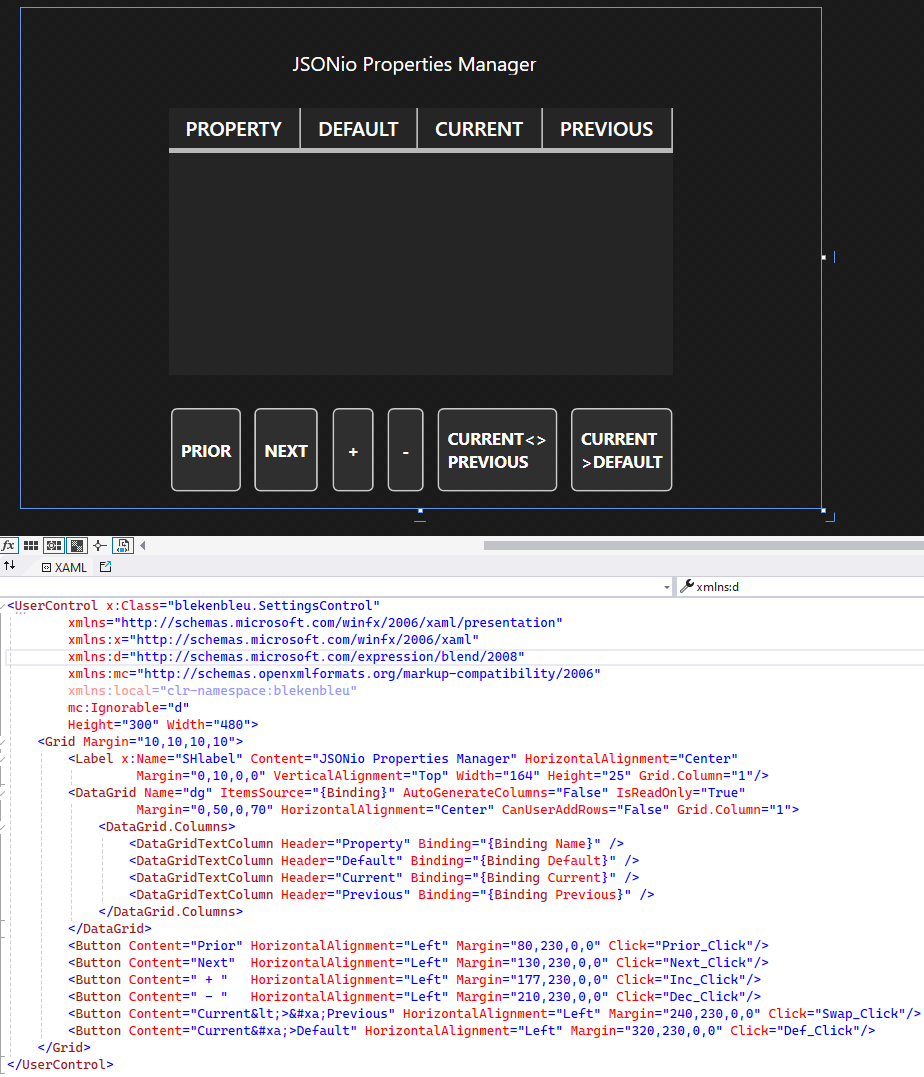 JSONio Properties Manager
PROPERTY DEFAULT CURRENT PREVIOUS
PRIOR NEXT + - CURRENT<> CURRENT
PREVIOUS >DEFAULT
fx
XAML
xmlns:d
<UserControl x:Class="blekenbleu.SettingsControl"
xmlns="http://schemas.microsoft.com/winfx/2006/xaml/presentation"
xmlns:x="http://schemas.microsoft.com/winfx/2006/xaml"
xmlns:d="http://schemas.microsoft.com/expression/blend/2008"
xmlns:mc="http://schemas.openxmlformats.org/markup-compatibility/2006"
xmlns:local="clr-namespace:blekenbleu"
mc:Ignorable="d"
Height="300" Width="480">
<Grid Margin="10,10,10,10">
<Label x:Name="SHlabel" Content="JSONio Properties Manager" HorizontalAlignment="Center"
Margin="0,10,0,0" VerticalAlignment="Top" Width="164" Height="25" Grid.Column="1"/>
<DataGrid Name="dg" ItemsSource="{Binding}" AutoGenerateColumns="False" IsReadOnly="True"
Margin="0,50,0,70" HorizontalAlignment="Center" CanUserAddRows="False" Grid.Column="1">
<DataGrid.Columns>
<DataGridTextColumn Header="Property" Binding="{Binding Name}" />
<DataGridTextColumn Header="Default" Binding="{Binding Default}" />
<DataGridTextColumn Header="Current" Binding="{Binding Current}" />
<DataGridTextColumn Header="Previous" Binding="{Binding Previous}" />
</DataGrid.Columns>
</DataGrid>
<Button Content="Prior" HorizontalAlignment="Left" Margin="80,230,0,0" Click="Prior_Click"/>
<Button Content="Next" HorizontalAlignment="Left" Margin="130,230,0,0" Click="Next_Click"/>
<Button Content=" + " HorizontalAlignment="Left" Margin="177,230,0,0" Click="Inc_Click"/>
<Button Content=" - " HorizontalAlignment="Left" Margin="210,230,0,0" Click="Dec_Click"/>
<Button Content="Current&lt;>&#xa;Previous" HorizontalAlignment="Left" Margin="240,230,0,0" Click="Swap_Click"/>
<Button Content="Current&#xa;>Default" HorizontalAlignment="Left" Margin="320,230,0,0" Click="Def_Click"/>
</Grid>
</UserControl>